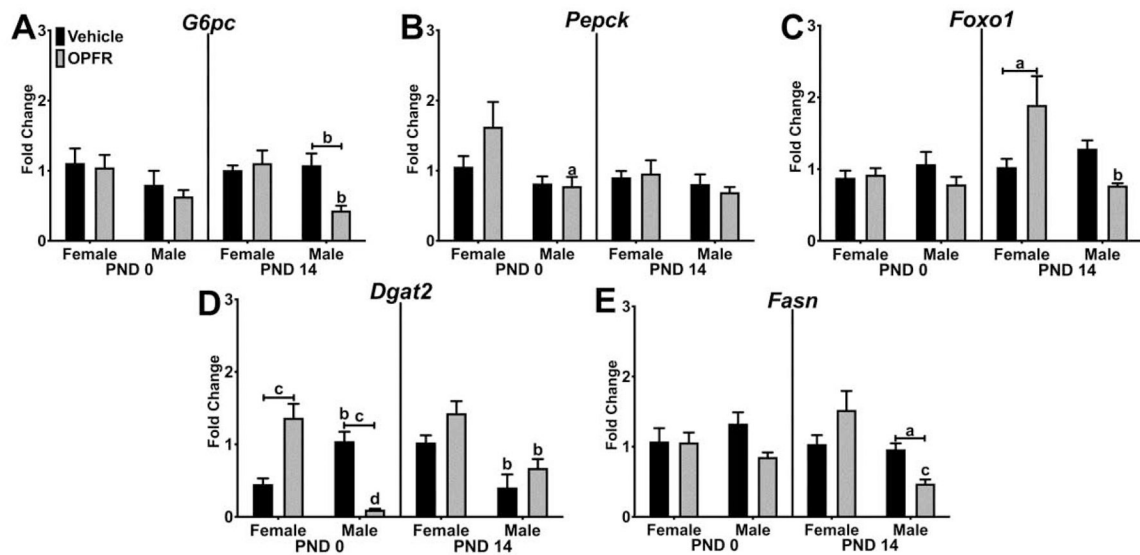 A
G6pc
Vehicle
OPFR
Fold Change
3
2
1
0
b
b
Female Male Female Male
PND 0 PND 14
B
Pepck
Fold Change
3
2
1
0
a
Female Male Female Male
PND 0 PND 14
C
Foxo1
Fold Change
3
2
1
0
a
b
Female Male Female Male
PND 0 PND 14
D
Dgat2
Fold Change
3
2
1
0
c
b c
d
b b
Female Male Female Male
PND 0 PND 14
E
Fasn
Fold Change
3
2
1
0
a
c
Female Male Female Male
PND 0 PND 14